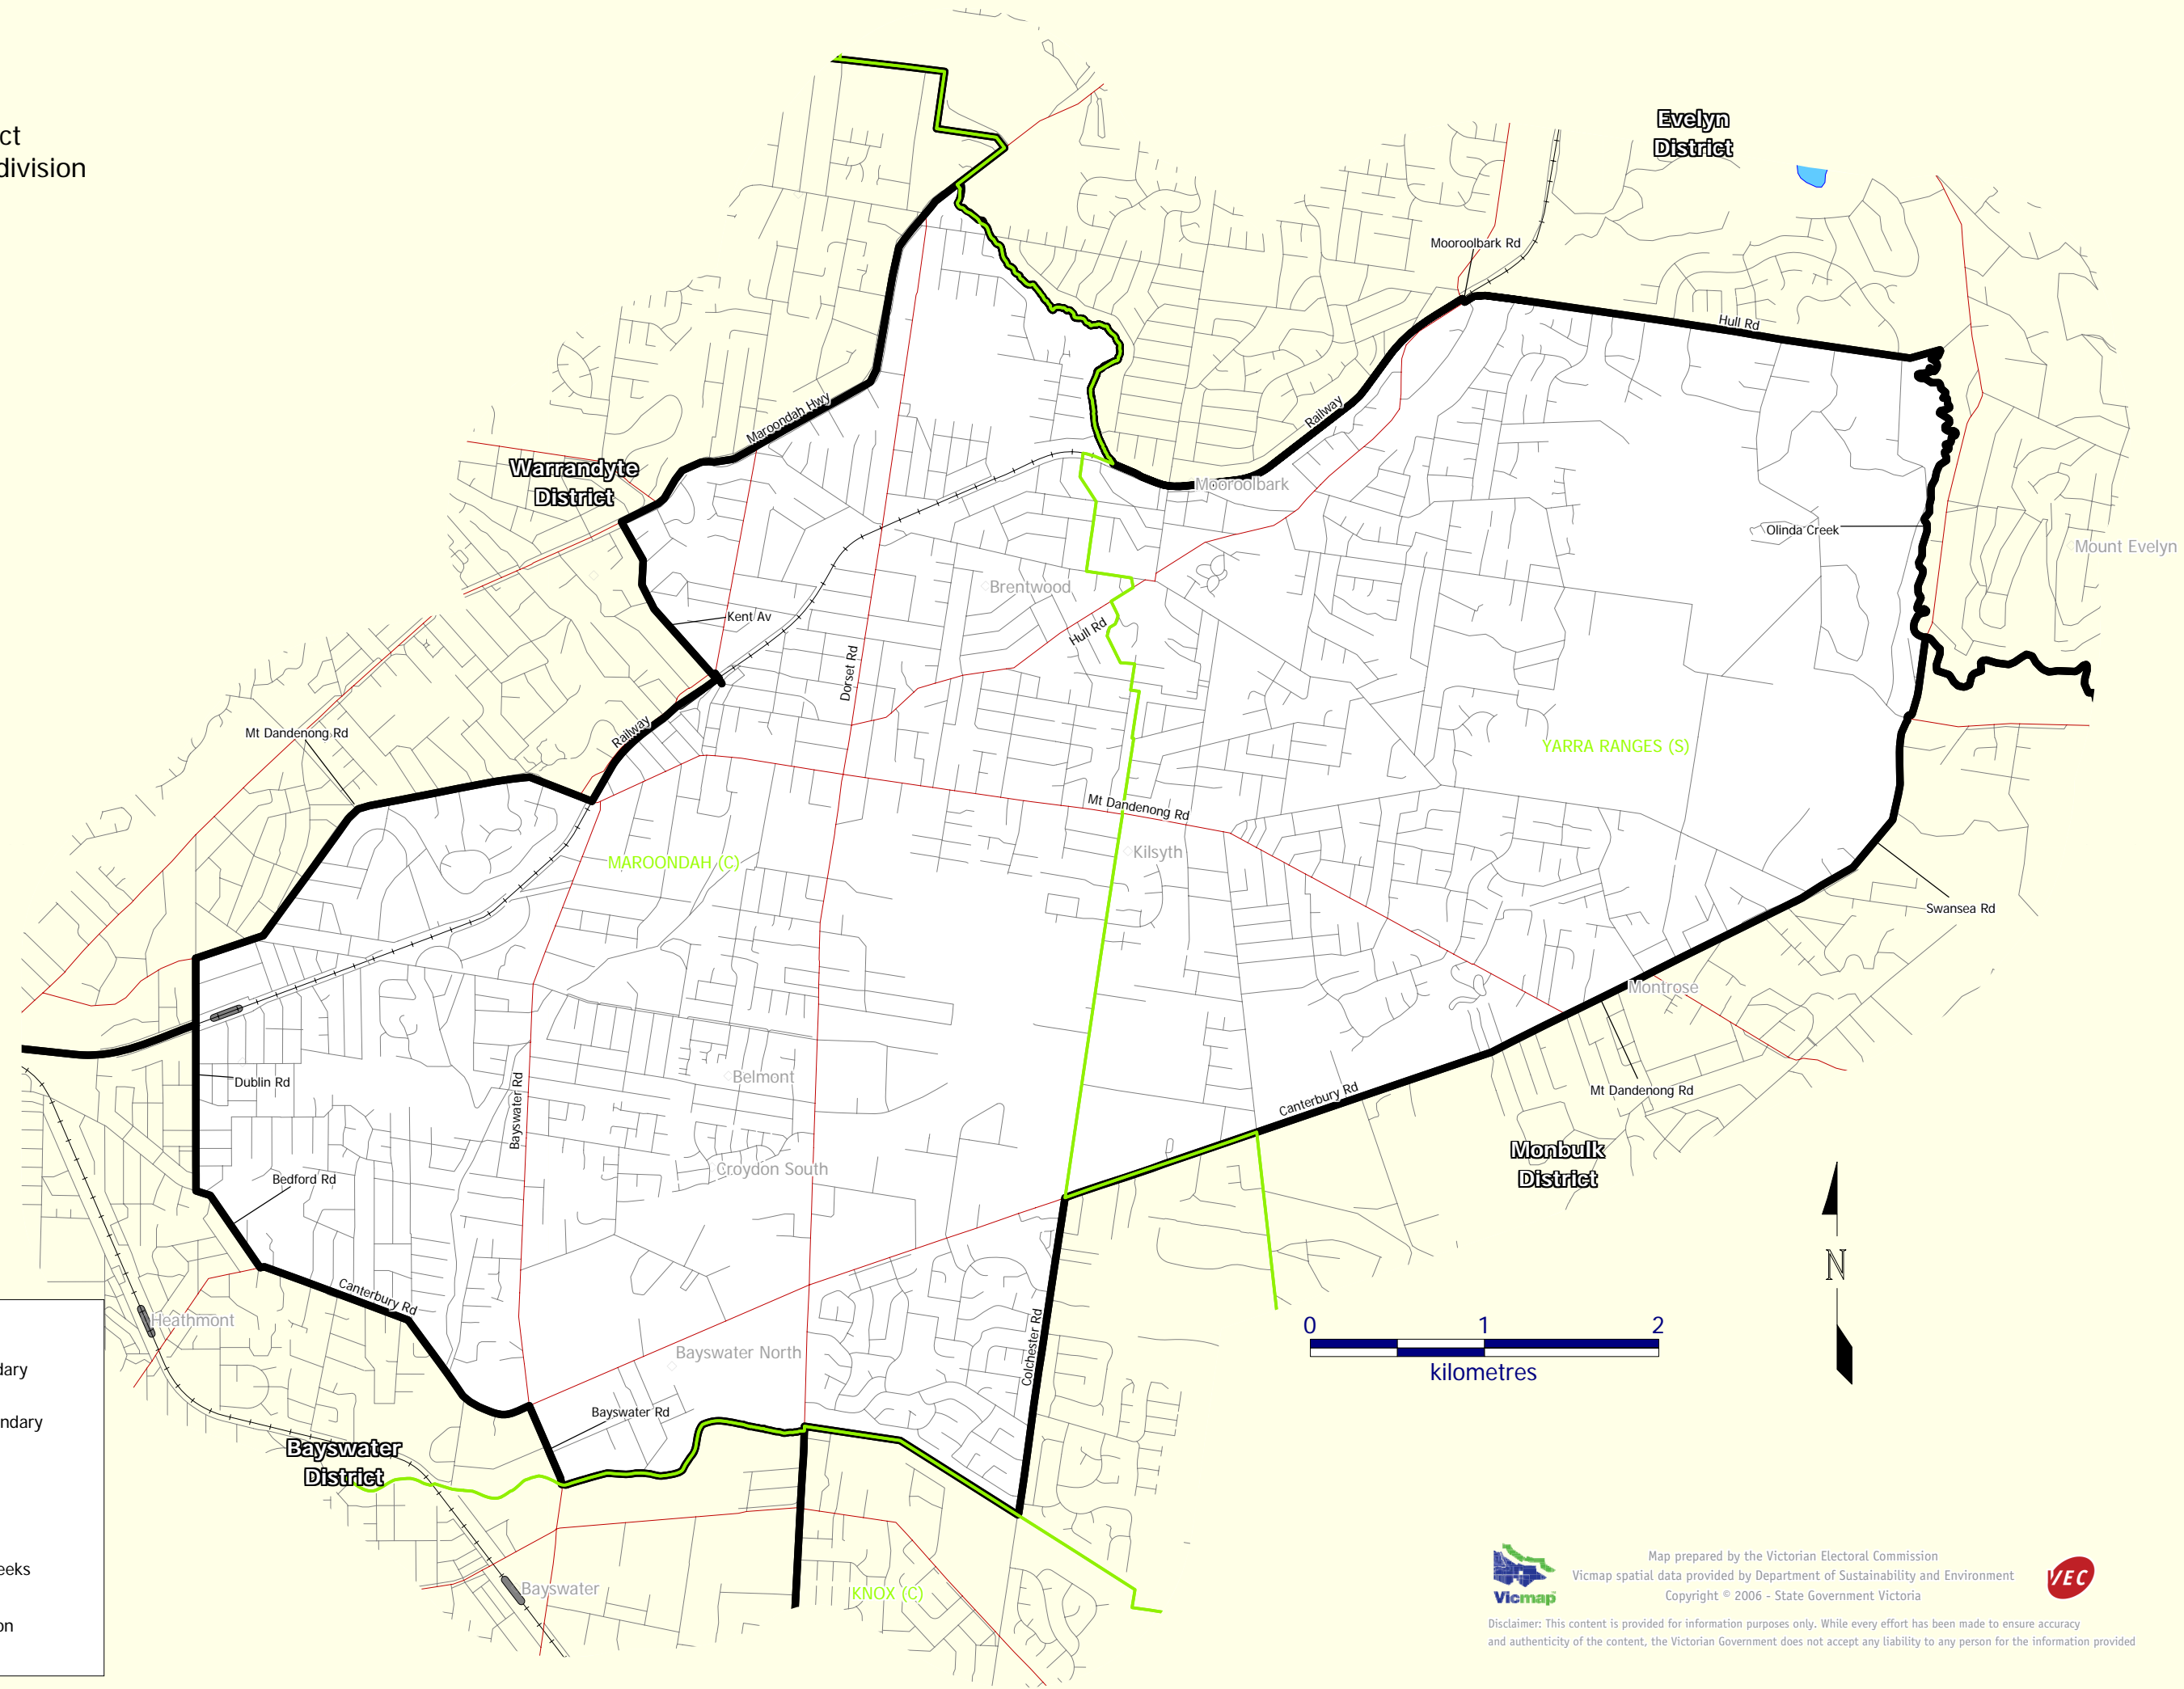 ct
division
Evelyn
District
Mooroolbark Rd
Hull Rd
Maroondah Hwy
Railway
Warrandyte
District
Mooroolbark
Olinda Creek
Mount Evelyn
Brentwood
Kent Av
Hull Rd
Dorset Rd
Mt Dandenong Rd
Railway
YARRA RANGES (S)
Mt Dandenong Rd
MAROONDAH (C)
Kilsyth
Swansea Rd
Montrose
Dublin Rd
Belmont
Bayswater Rd
Canterbury Rd
Mt Dandenong Rd
Monbulk
District
Croydon South
Bedford Rd
N
Canterbury Rd
Heathmont
Colchester Rd
0 1 2
kilometres
Bayswater North
dary
ndary
Bayswater Rd
Bayswater
District
eeks
on
Bayswater
KNOX (C)
Vicmap
Map prepared by the Victorian Electoral Commission
Vicmap spatial data provided by Department of Sustainability and Environment
Copyright © 2006 - State Government Victoria
VEC
Disclaimer: This content is provided for information purposes only. While every effort has been made to ensure accuracy
and authenticity of the content, the Victorian Government does not accept any liability to any person for the information provided